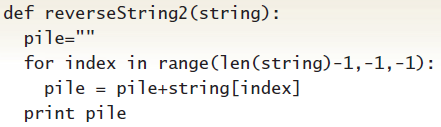 def reverseString2(string):
  pile=""
  for index in range(len(string)-1,-1,-1):
    pile = pile+string[index]
  print pile